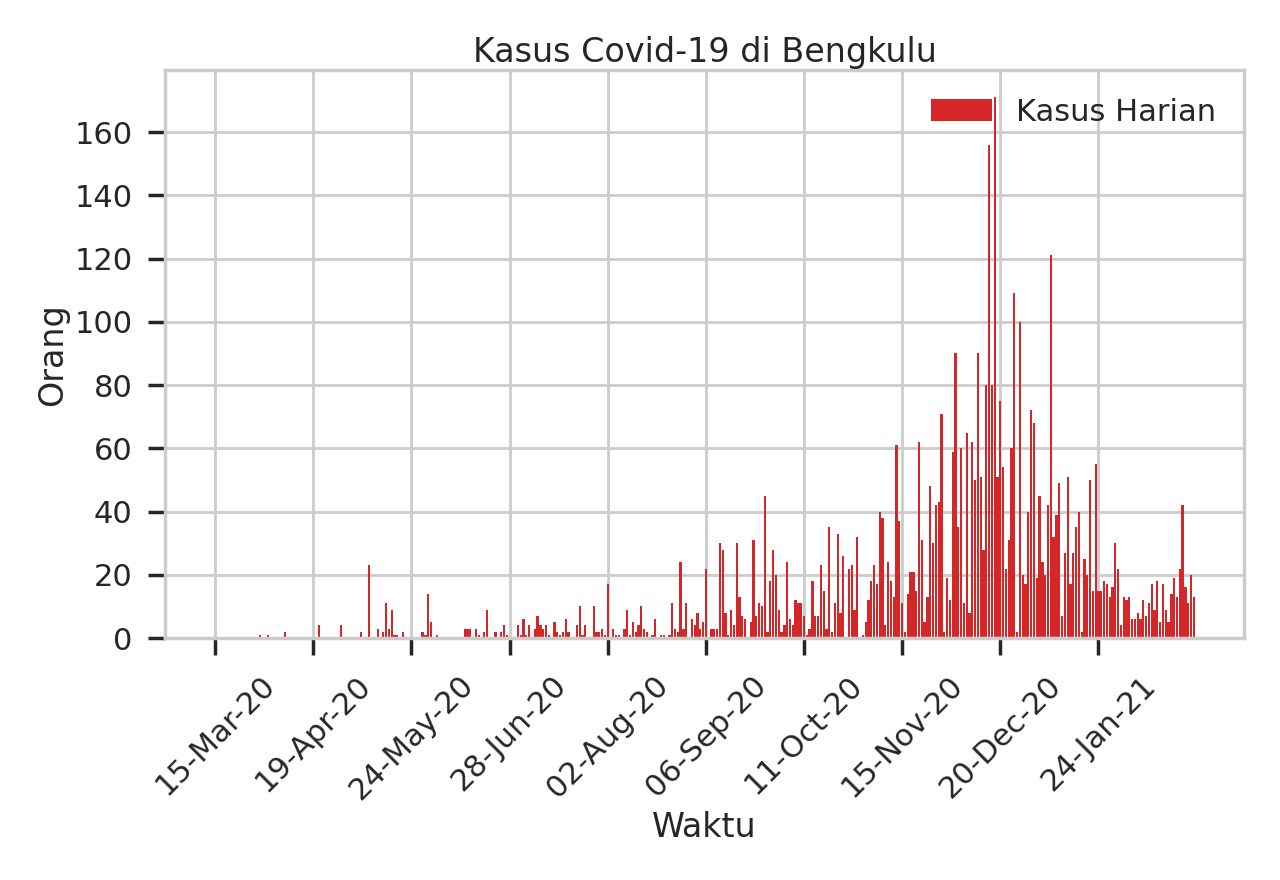 Kasus Covid-19 di Bengkulu
Kasus Harian
Orang
160
140
120
100
80
60
40
20
0
15-Mar-20
19-Apr-20
24-May-20
28-Jun-20
02-Aug-20
06-Sep-20
11-Oct-20
15-Nov-20
20-Dec-20
24-Jan-21
Waktu